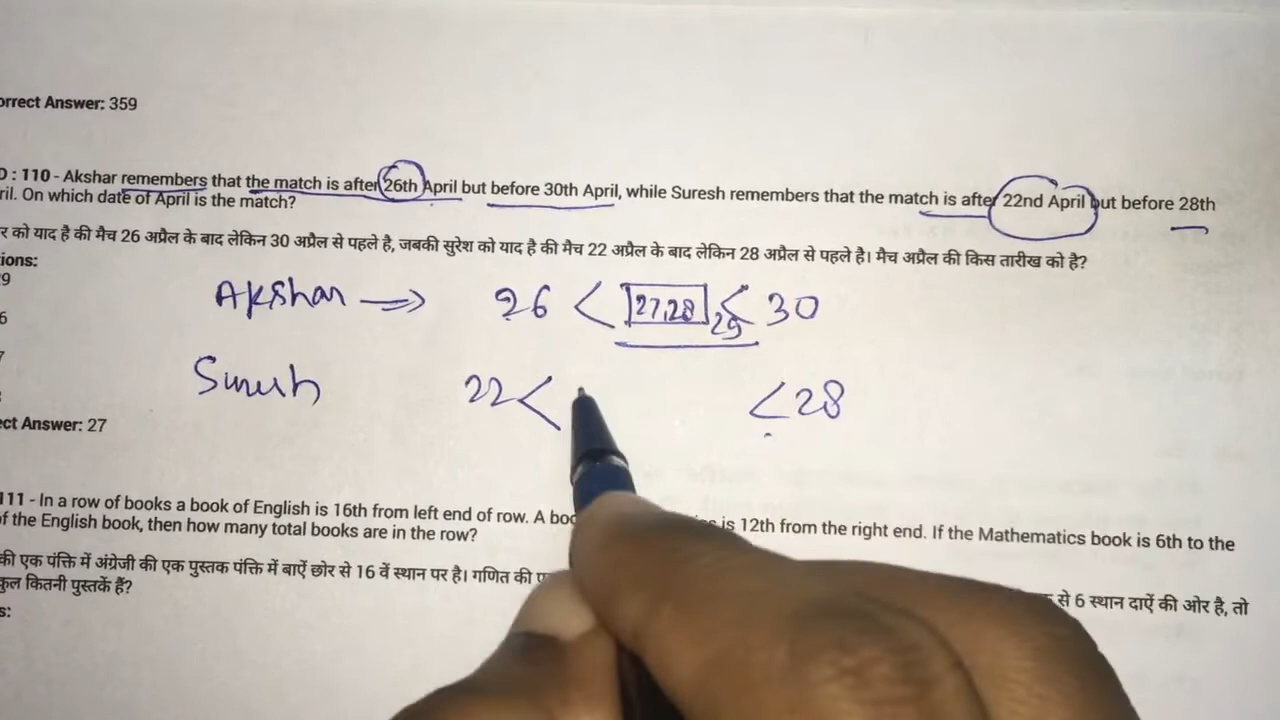 orrect Answer: 359
D : 110 - Akshar remembers that the match is after 26th April but before 30th April, while Suresh remembers that the match is after 22nd April but before 28th
ril. On which date of April is the match?
र को याद है की मैच 26 अप्रैल के बाद लेकिन 30 अप्रैल से पहले है, जबकी सुरेश को याद है की मैच 22 अप्रैल के बाद लेकिन 28 अप्रैल से पहले है। मैच अप्रैल की किस तारीख को है?
ions:
9
Akshar → 26 < 27,28 29 < 30
6
7
Suresh 22 < < 28
ect Answer: 27
111 - In a row of books a book of English is 16th from left end of row. A is 12th from the right end. If the Mathematics book is 6th to the
of the English book, then how many total books are in the row?
की एक पंक्ति में अंग्रेजी की एक पुस्तक पंक्ति में बाऐं छोर से 16 वें स्थान पर है। गणित की से 6 स्थान दाऐं की ओर है, तो
कुल कितनी पुस्तकें हैं?
s: